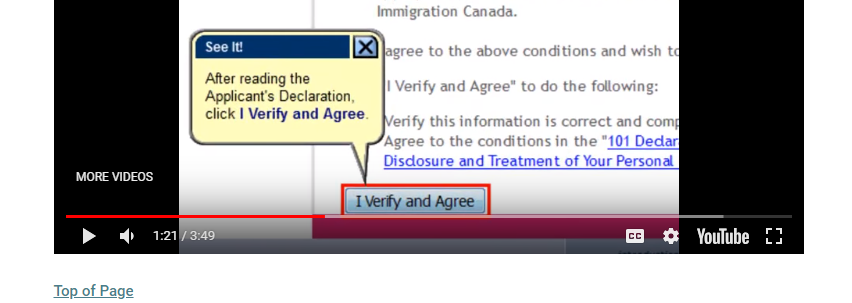 Immigration Canada.
See It!
agree to the above conditions and wish to
After reading the
Applicant's Declaration,
click I Verify and Agree.
I Verify and Agree" to do the following:
Verify this information is correct and comp
Agree to the conditions in the "101 Declar
Disclosure and Treatment of Your Personal
MORE VIDEOS
I Verify and Agree
1:21 / 3:49
CC
YouTube
Top of Page